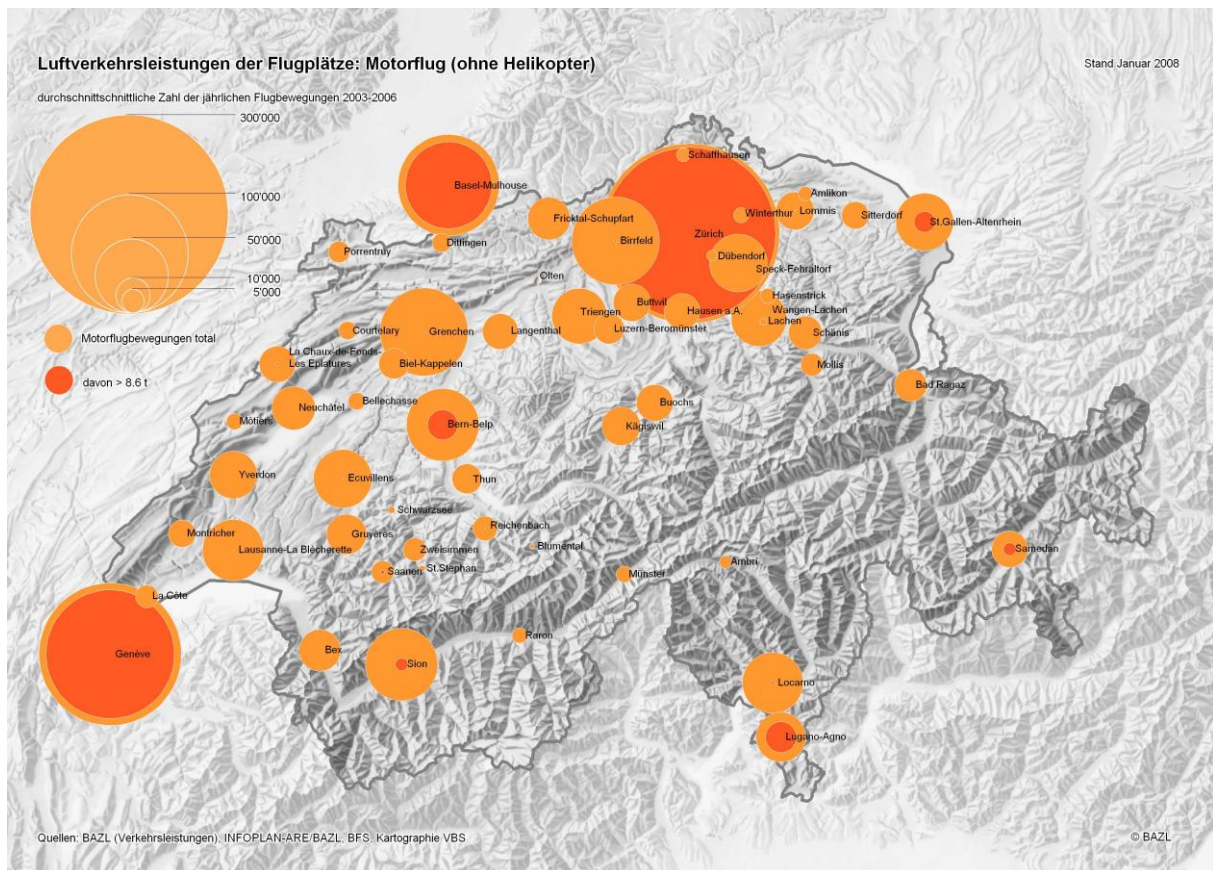 Luftverkehrsleistungen der Flugplätze: Motorflug (ohne Helikopter)
Stand Januar 2008
durchschnittschnittliche Zahl der jährlichen Flugbewegungen 2003-2006
300'000
100'000
50'000
10'000
5'000
Motorflugbewegungen total
davon > 8.6 t
Schaffhausen
Basel-Mulhouse
Amlikon
Fricktal-Schupfart
Winterthur
Lommis
Sitterdorf
St.Gallen-Altenrhein
Birrfeld
Zürich
Dittingen
Porrentruy
Dübendorf
Speck-Fehraltorf
Olten
Hasenstrick
Buttwil
Triengen
Hausen a.A.
Wangen-Lachen
Lachen
Courtelary
Grenchen
Langenthal
Luzern-Beromünster
Schänis
La Chaux-de-Fonds-
Les Eplatures
Biel-Kappelen
Mollis
Bad Ragaz
Neuchâtel
Bellechasse
Buochs
Môtiers
Bern-Belp
Kägiswil
Yverdon
Ecuvillens
Thun
Schwarzsee
Montricher
Gruyères
Reichenbach
Lausanne-La Blécherette
Zweisimmen
Blumental
Samedan
Saanen
St.Stephan
Münster
Ambri
La Côte
Raron
Genève
Bex
Sion
Locarno
Lugano-Agno
Quellen: BAZL (Verkehrsleistungen), INFOPLAN-ARE/BAZL, BFS, Kartographie VBS
© BAZL